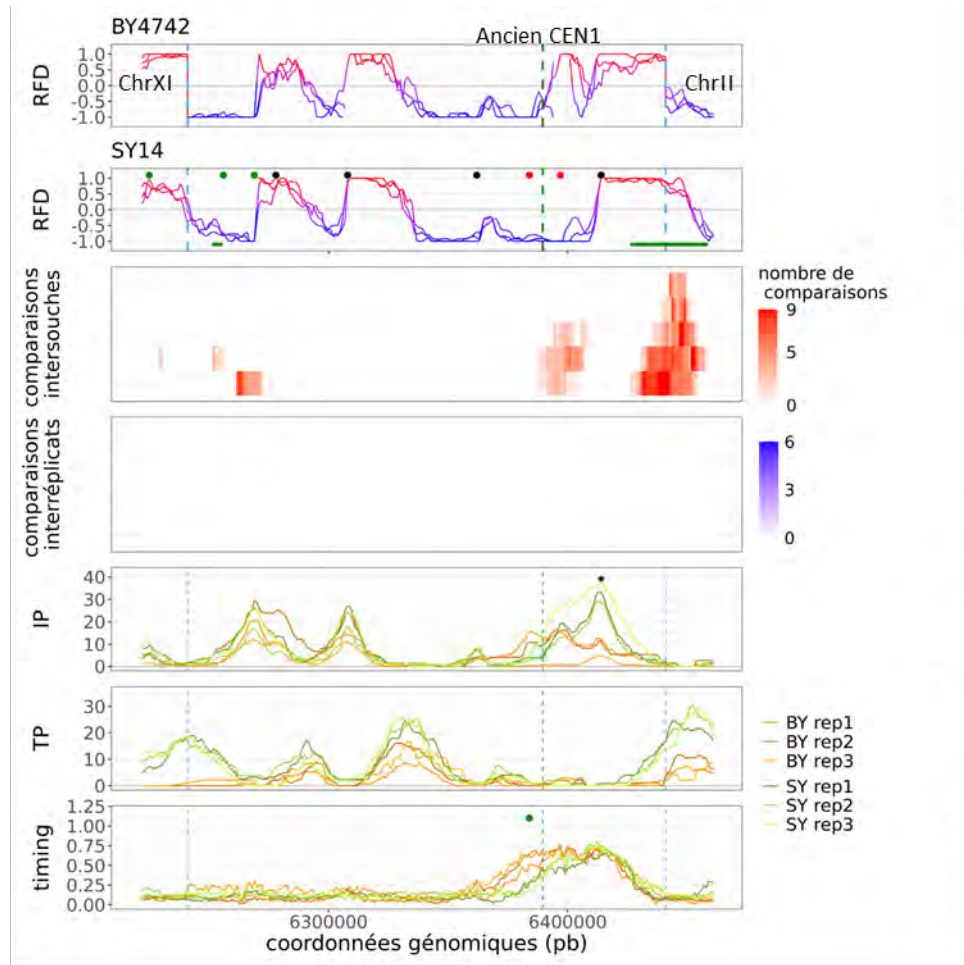 BY4742
Ancien CEN1
RFD
1.0
0.5
0.0
-0.5
-1.0
ChrXI
ChrII
SY14
RFD
1.0
0.5
0.0
-0.5
-1.0
comparaisons
intersouches
nombre de
comparaisons
9
5
0
comparaisons
interréplicats
6
3
0
IP
40
30
20
10
0
TP
30
20
10
0
BY rep1
BY rep2
BY rep3
SY rep1
SY rep2
SY rep3
timing
1.25
1.00
0.75
0.50
0.25
0.00
6300000
6400000
coordonnées génomiques (pb)